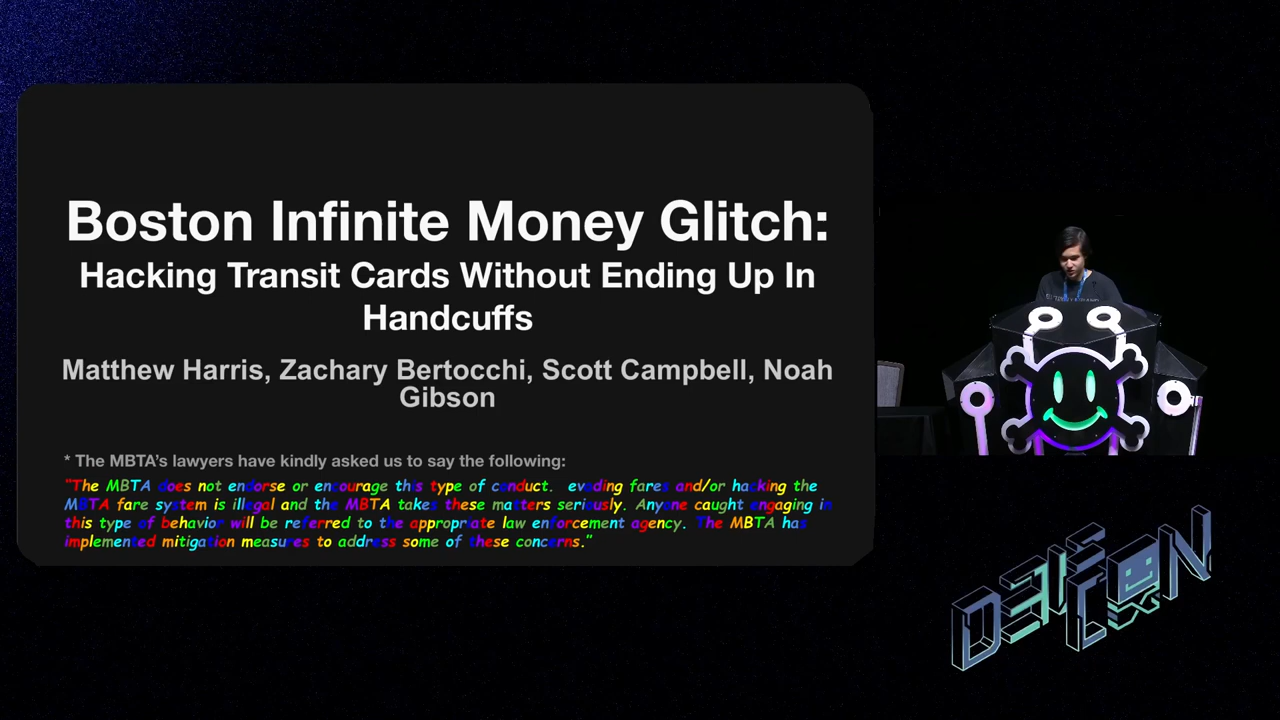 Boston Infinite Money Glitch:
Hacking Transit Cards Without Ending Up In
Handcuffs
Matthew Harris, Zachary Bertocchi, Scott Campbell, Noah
Gibson
* The MBTA’s lawyers have kindly asked us to say the following:
"The MBTA does not endorse or encourage this type of conduct. evading fares and/or hacking the
MBTA fare system is illegal and the MBTA takes these matters seriously. Anyone caught engaging in
this type of behavior will be referred to the appropriate law enforcement agency. The MBTA has
implemented mitigation measures to address some of these concerns."
DEF
CON